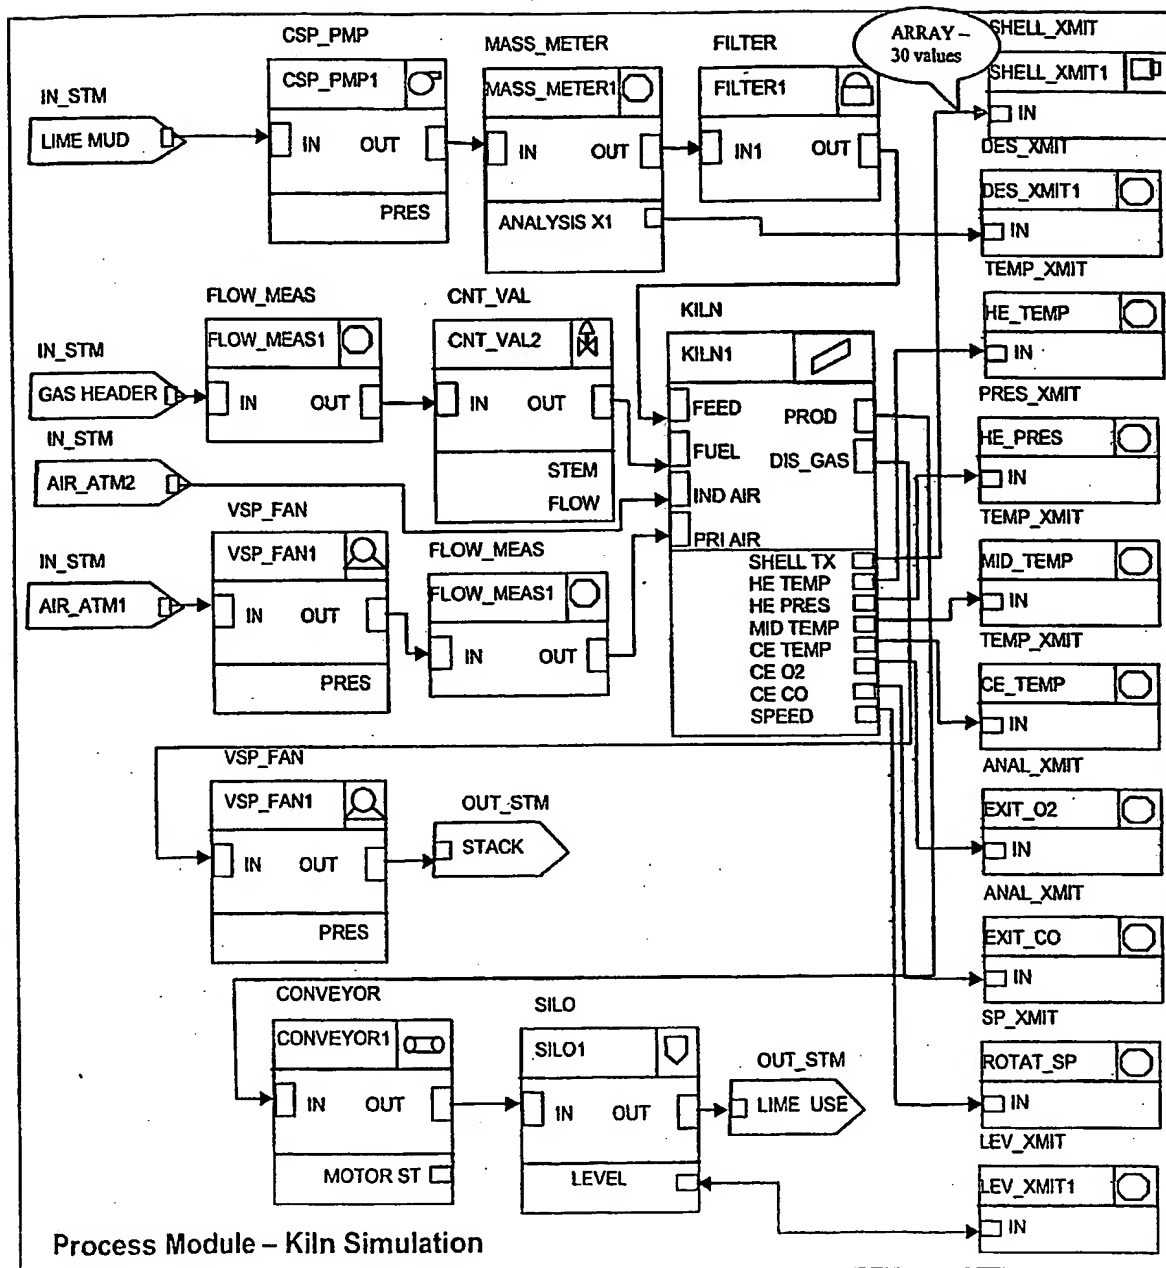 CSP_PMP
MASS_METER
FILTER
ARRAY –
30 values
SHELL_XMIT
IN_STM
CSP_PMP1
MASS_METER1
FILTER1
SHELL_XMIT1
LIME MUD
IN OUT
IN
OUT
IN1 OUT
IN
PRES
ANALYSIS X1
DES_XMIT
DES_XMIT1
IN
FLOW_MEAS
CNT_VAL
KILN
TEMP_XMIT
IN_STM
FLOW_MEAS1
CNT_VAL2
KILN1
HE_TEMP
GAS HEADER
IN OUT
IN OUT
IN
IN_STM
STEM
FLOW
FEED
FUEL
IND AIR
PRI AIR
PROD
DIS_GAS
PRES_XMIT
HE_PRES
IN
AIR_ATM2
VSP_FAN
FLOW_MEAS
SHELL TX
HE TEMP
HE PRES
MID TEMP
CE TEMP
CE O2
CE CO
SPEED
TEMP_XMIT
IN_STM
VSP_FAN1
FLOW_MEAS1
MID_TEMP
AIR_ATM1
IN OUT
IN OUT
IN
PRES
TEMP_XMIT
CE_TEMP
IN
VSP_FAN
ANAL_XMIT
VSP_FAN1
OUT_STM
EXIT_O2
IN OUT
STACK
IN
PRES
ANAL_XMIT
EXIT_CO
IN
CONVEYOR
SILO
SP_XMIT
CONVEYOR1
SILO1
OUT_STM
ROTAT_SP
IN OUT
IN OUT
LIME USE
IN
MOTOR ST
LEVEL
LEV_XMIT
LEV_XMIT1
IN
Process Module – Kiln Simulation